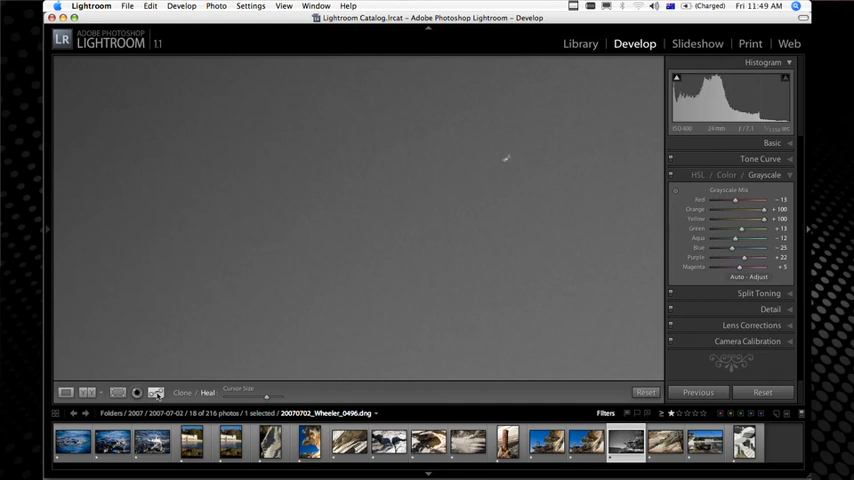 Lightroom File Edit Develop Photo Settings View Window Help (Charged) Fri 11:49 AM
Lightroom Catalog.lrcat - Adobe Photoshop Lightroom - Develop
LR ADOBE PHOTOSHOP LIGHTROOM 1.1
Library Develop Slideshow Print Web
Histogram
ISO 400 24 mm f / 7.1
Basic
Tone Curve
HSL / Color / Grayscale
Grayscale Mix
Red - 13
Orange + 100
Yellow + 100
Green + 13
Aqua - 12
Blue - 25
Purple + 22
Magenta + 5
Auto - Adjust
Split Toning
Detail
Lens Corrections
Camera Calibration
YY Clone / Heal Cursor Size Reset Previous Reset
Folders / 2007 / 2007-07-02 / 18 of 216 photos / 1 selected / 20070702_Wheeler_0496.dng Filters